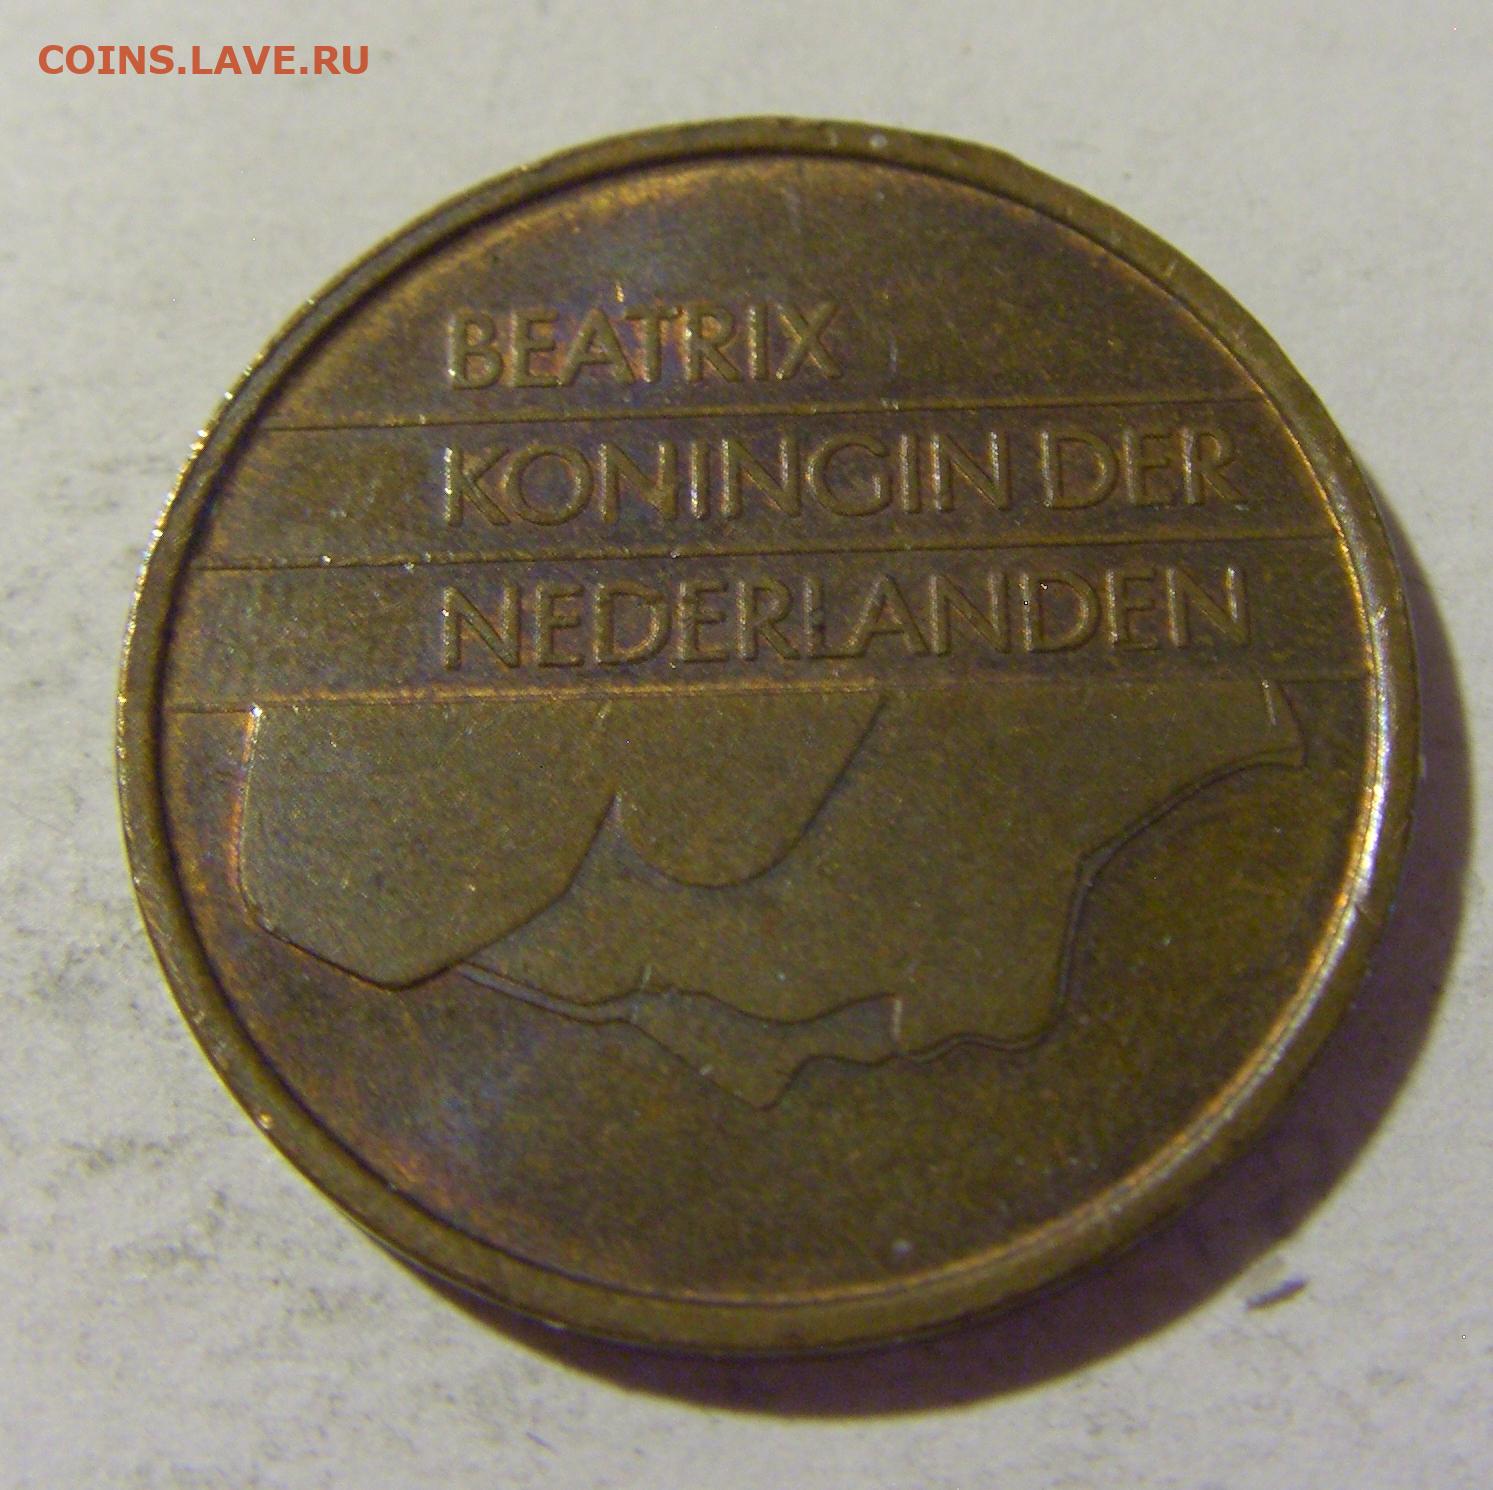 COINS.LAVE.RU
BEATRIX
KONINGIN DER
NEDERLANDEN